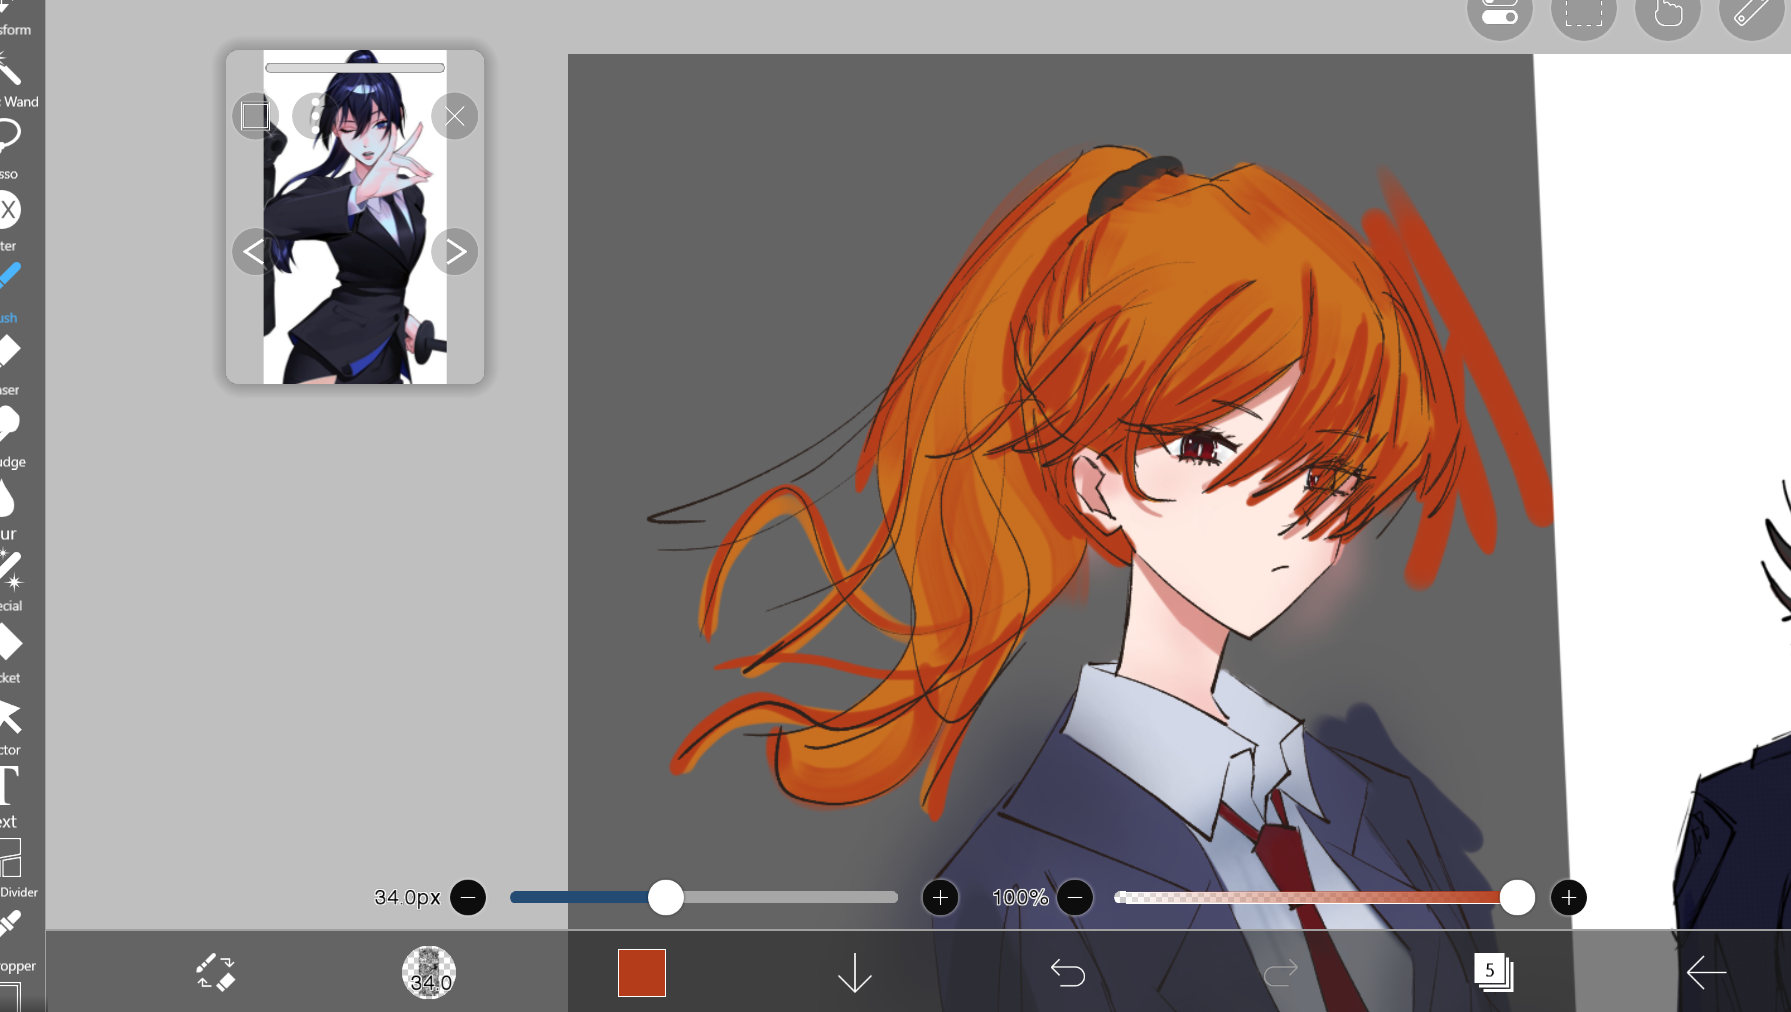 sform
Wand
sso
X
ter
ush
ser
udge
ur
ecial
cket
ctor
T
ext
Divider
opper
34.0px
100%
34.0
5